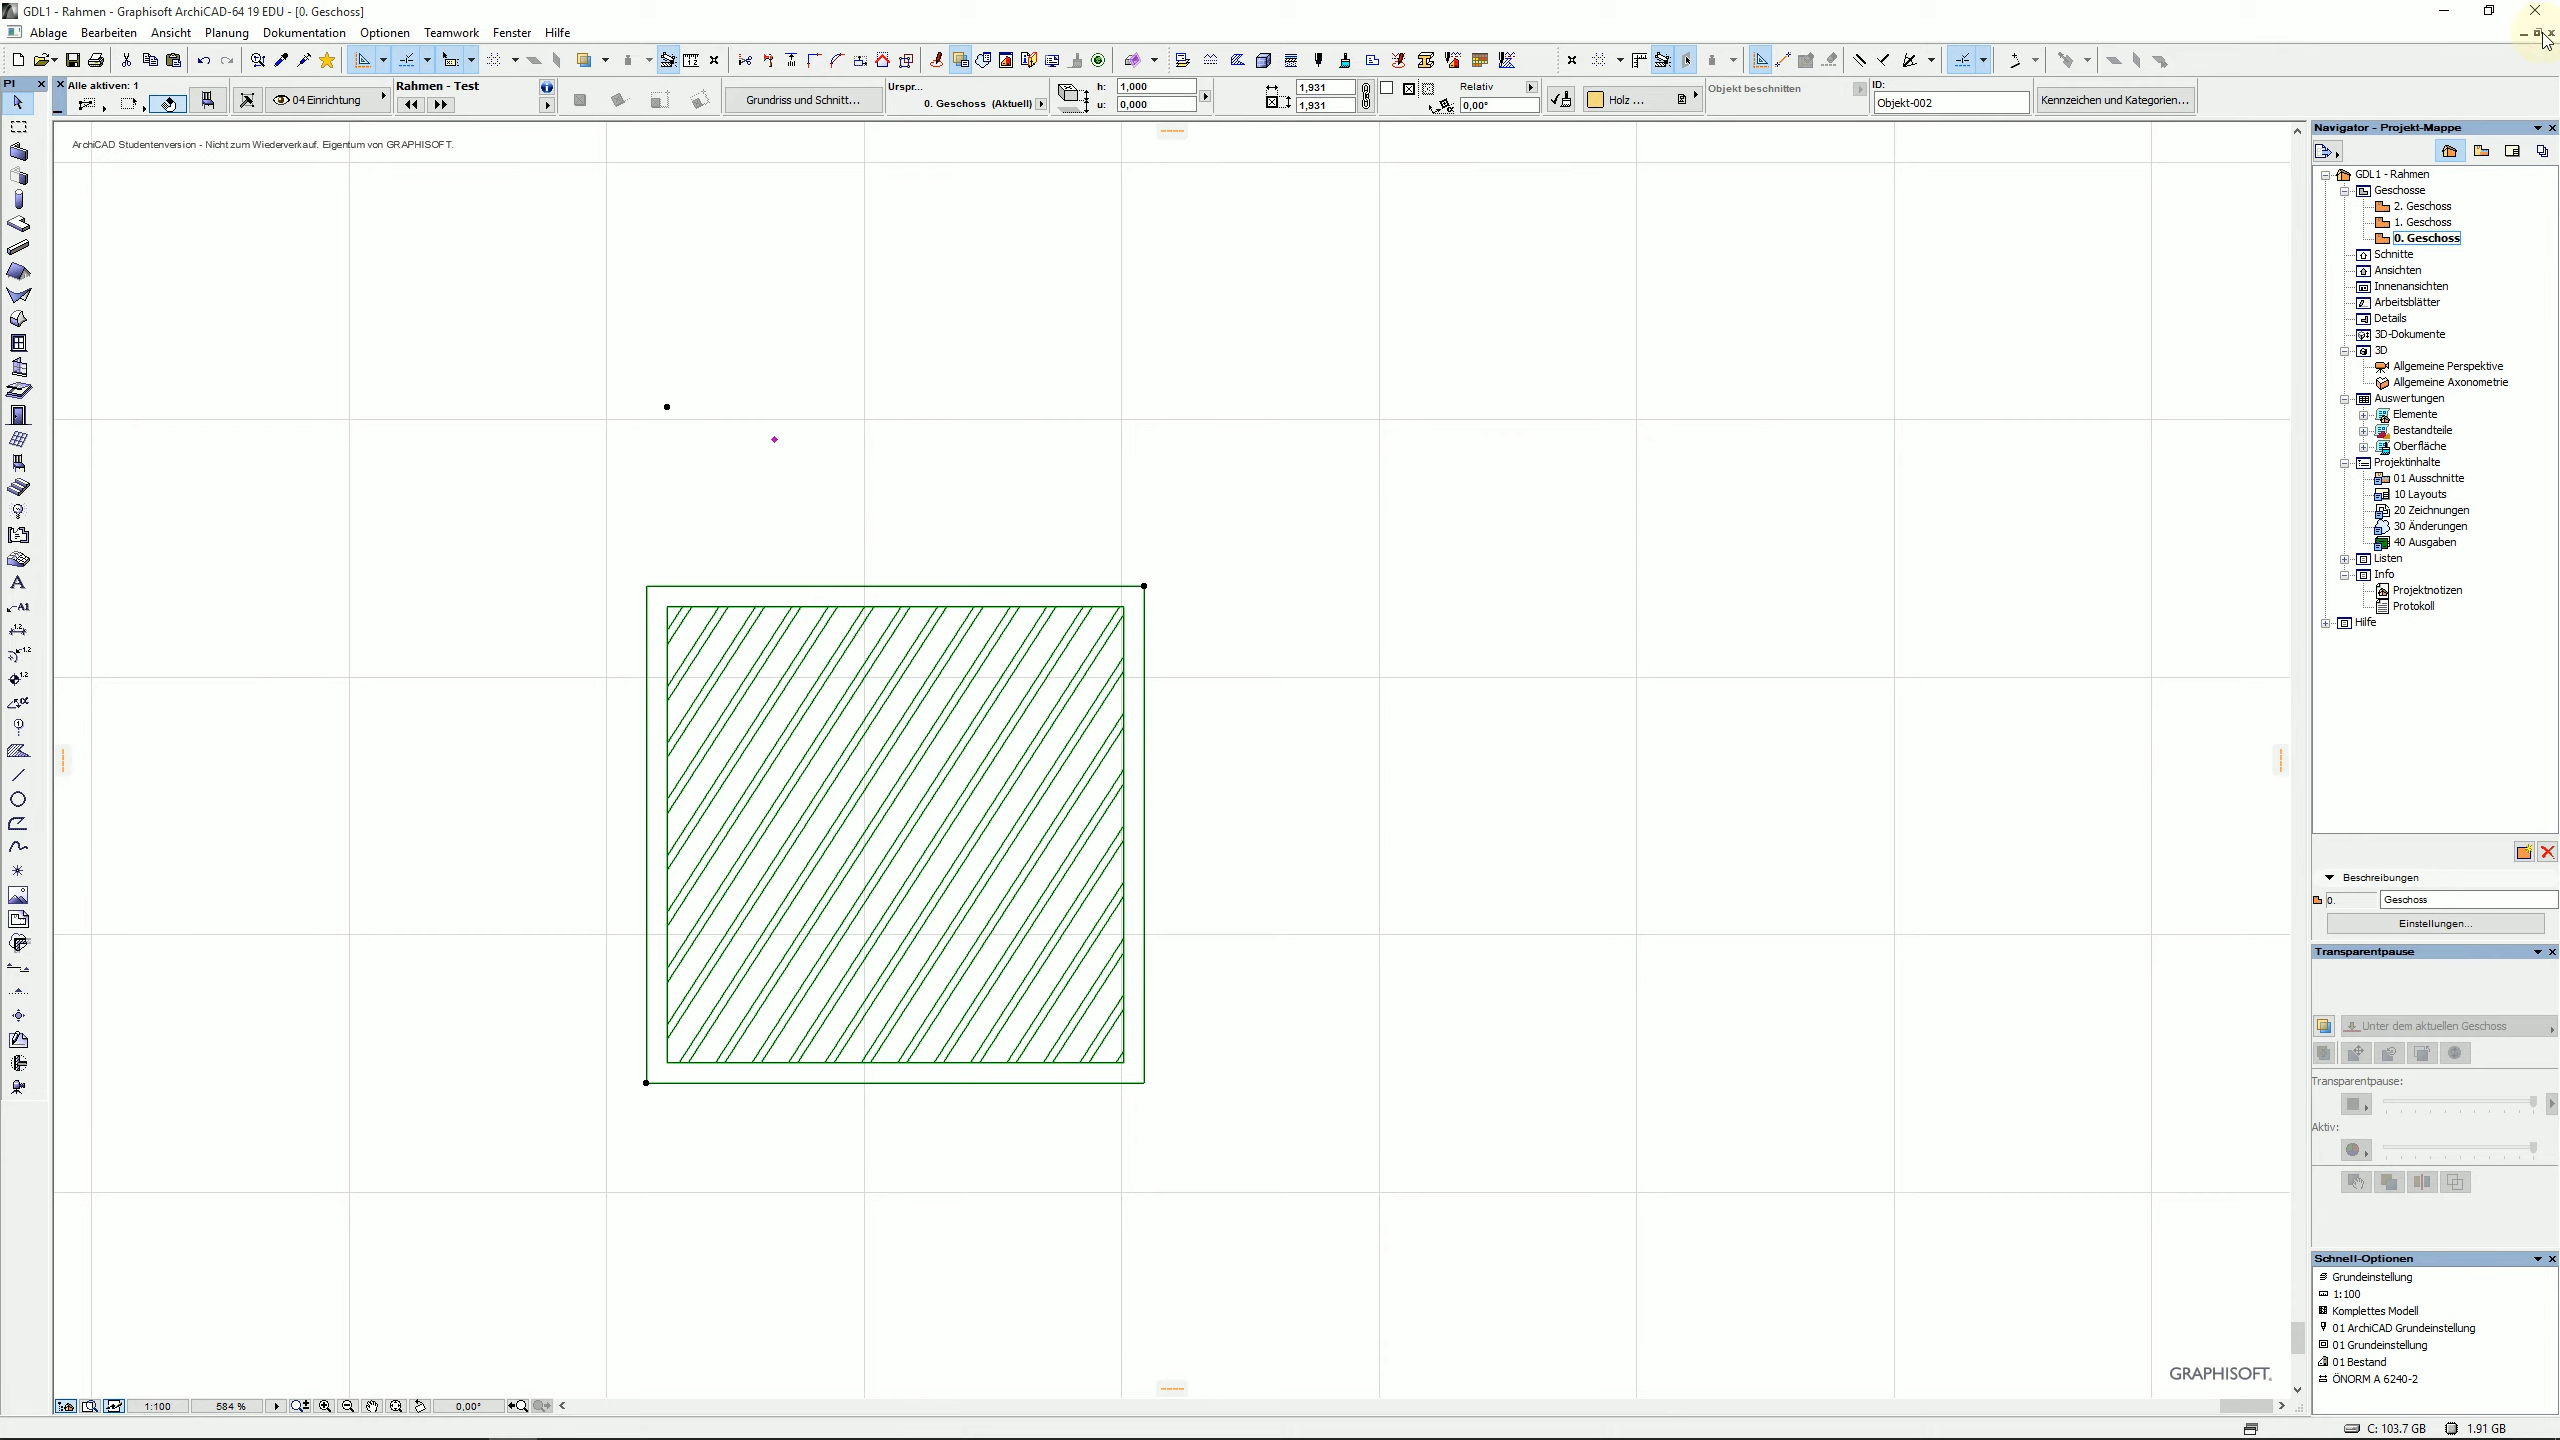 GDL1 - Rahmen - Graphisoft ArchiCAD-64 19 EDU - [0. Geschoss]
Ablage Bearbeiten Ansicht Planung Dokumentation Optionen Teamwork Fenster Hilfe
Alle aktiven: 1
04 Einrichtung
Rahmen - Test
Grundriss und Schnitt...
Urspr...
0. Geschoss (Aktuell)
h: 1,000
u: 0,000
1,931
1,931
Relativ
0,00°
Holz ...
Objekt beschnitten
ID:
Objekt-002
Kennzeichen und Kategorien...
ArchiCAD Studentenversion - Nicht zum Wiederverkauf. Eigentum von GRAPHISOFT.
Navigator - Projekt-Mappe
GDL1 - Rahmen
Geschosse
2. Geschoss
1. Geschoss
0. Geschoss
Schnitte
Ansichten
Innenansichten
Arbeitsblätter
Details
3D-Dokumente
3D
Allgemeine Perspektive
Allgemeine Axonometrie
Auswertungen
Elemente
Bestandteile
Oberfläche
Projektinhalte
01 Ausschnitte
10 Layouts
20 Zeichnungen
30 Änderungen
40 Ausgaben
Listen
Info
Projektnotizen
Protokoll
Hilfe
Beschreibungen
0. Geschoss
Einstellungen...
Transparentpause
Unter dem aktuellen Geschoss
Transparentpause:
Aktiv:
Schnell-Optionen
Grundeinstellung
1:100
Komplettes Modell
01 ArchiCAD Grundeinstellung
01 Grundeinstellung
01 Bestand
ÖNORM A 6240-2
GRAPHISOFT.
1:100 584 % 0,00°
C: 103.7 GB 1.91 GB